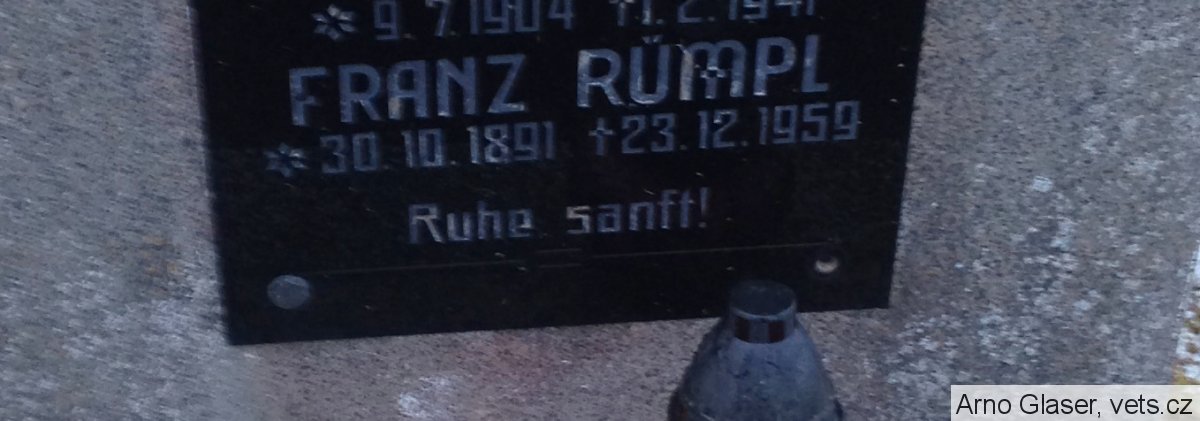 * 9. 7. 1904 † 1. 2. 1941
FRANZ RÜMPL
* 30. 10. 1891 † 23. 12. 1959
Ruhe sanft!
Arno Glaser, vets.cz